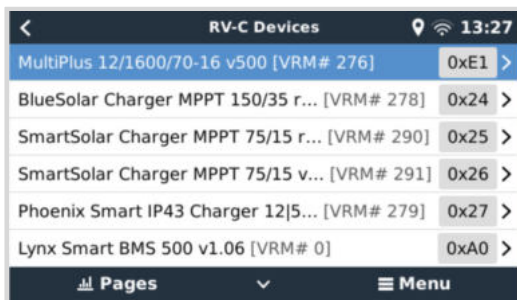 RV-C Devices 13:27
MultiPlus 12/1600/70-16 v500 [VRM# 276] 0xE1
BlueSolar Charger MPPT 150/35 r... [VRM# 278] 0x24
SmartSolar Charger MPPT 75/15 r... [VRM# 290] 0x25
SmartSolar Charger MPPT 75/15 v... [VRM# 291] 0x26
Phoenix Smart IP43 Charger 12|5... [VRM# 279] 0x27
Lynx Smart BMS 500 v1.06 [VRM# 0] 0xA0
Pages Menu